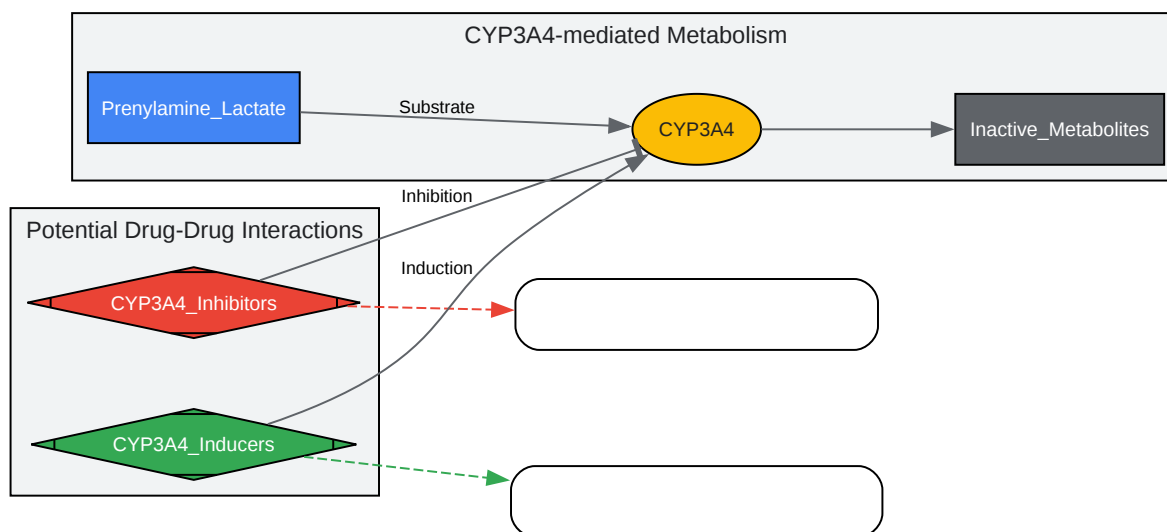 CYP3A4-mediated Metabolism
Prenylamine_Lactate
Substrate
CYP3A4
Inactive_Metabolites
Inhibition
Potential Drug-Drug Interactions
Induction
CYP3A4_Inhibitors
CYP3A4_Inducers